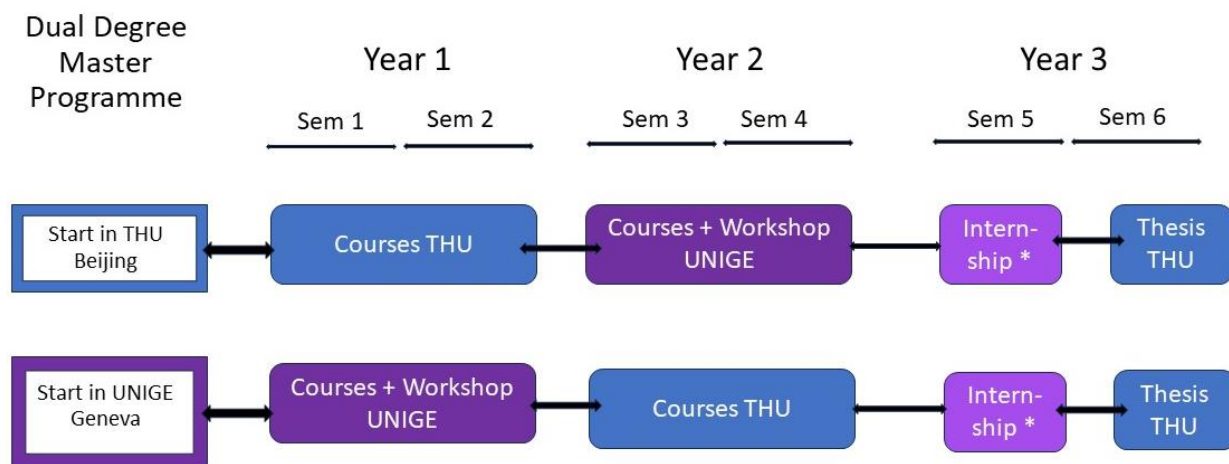 Dual Degree
Master
Programme
Year 1
Year 2
Year 3
Sem 1
Sem 2
Sem 3
Sem 4
Sem 5
Sem 6
Start in THU
Beijing
Courses THU
Courses + Workshop
UNIGE
Intern-
ship *
Thesis
THU
Start in UNIGE
Geneva
Courses + Workshop
UNIGE
Courses THU
Intern-
ship *
Thesis
THU